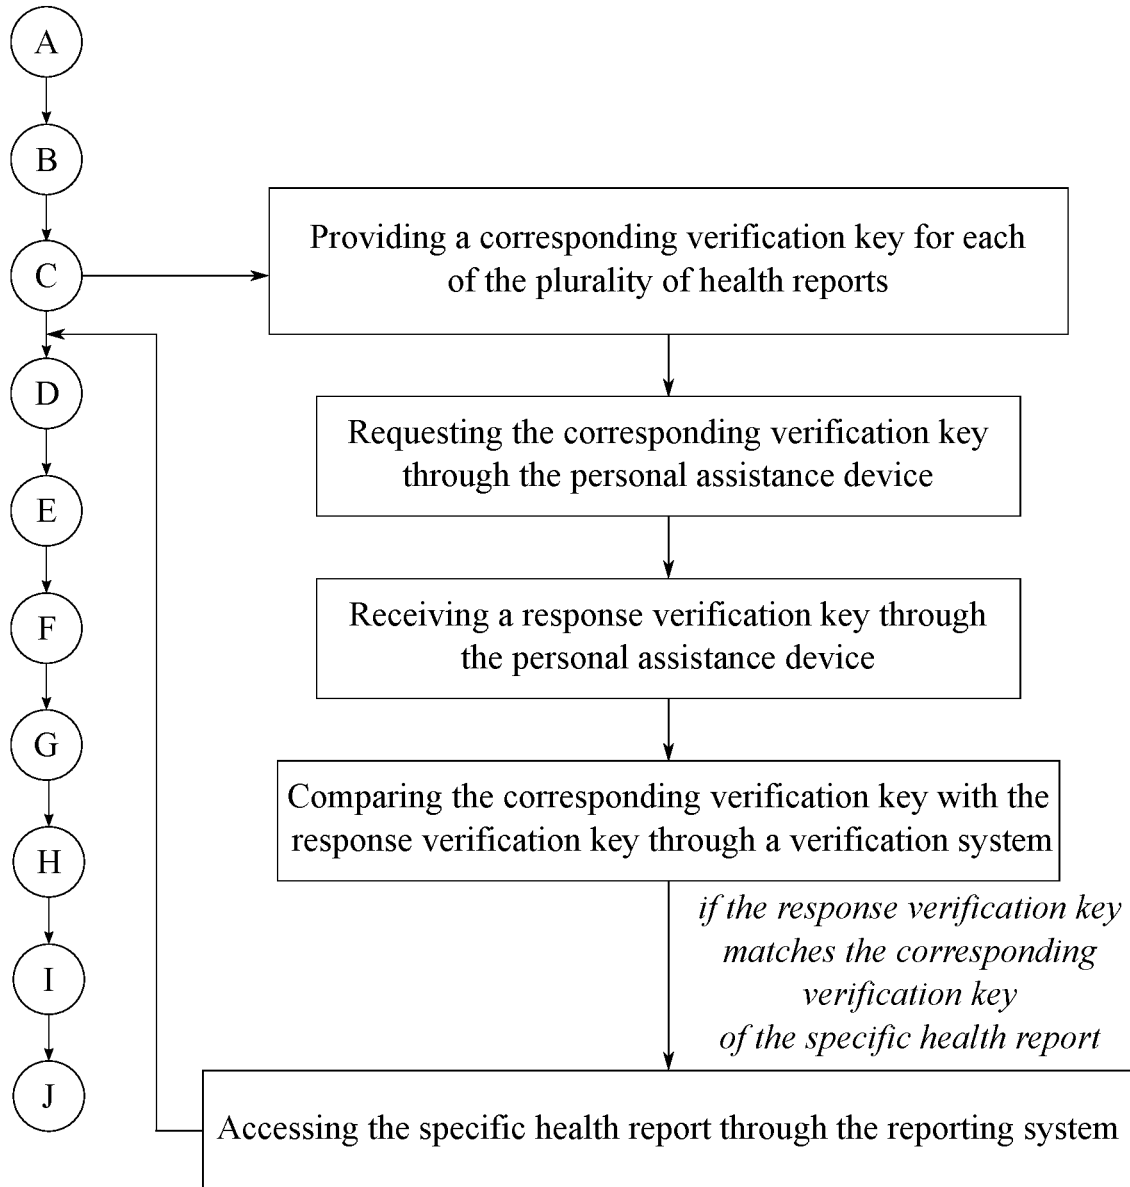 A
B
C
D
E
F
G
H
I
J
Providing a corresponding verification key for each
of the plurality of health reports
Requesting the corresponding verification key
through the personal assistance device
Receiving a response verification key through
the personal assistance device
Comparing the corresponding verification key with the
response verification key through a verification system
if the response verification key
matches the corresponding
verification key
of the specific health report
Accessing the specific health report through the reporting system